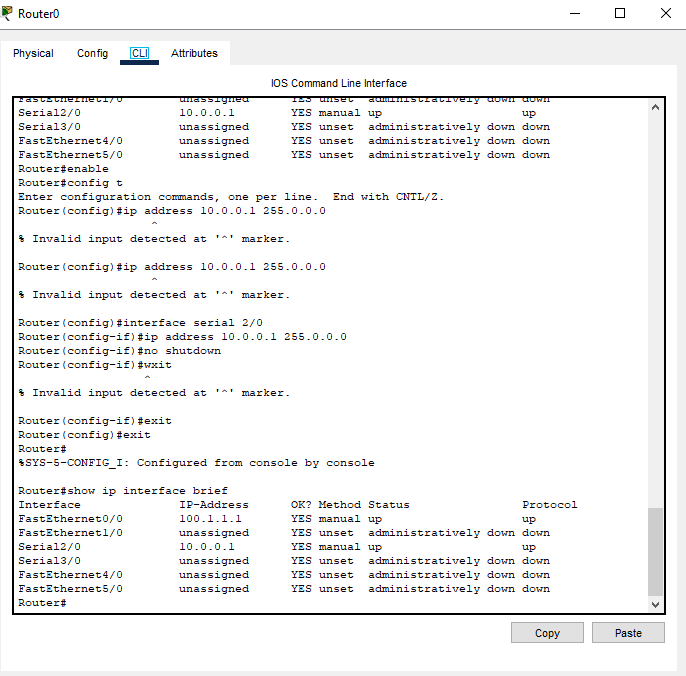 Router0
Physical Config CLI Attributes
IOS Command Line Interface
FastEthernet1/0 unassigned YES unset administratively down down
Serial2/0 10.0.0.1 YES manual up up
Serial3/0 unassigned YES unset administratively down down
FastEthernet4/0 unassigned YES unset administratively down down
FastEthernet5/0 unassigned YES unset administratively down down
Router#enable
Router#config t
Enter configuration commands, one per line. End with CNTL/Z.
Router(config)#ip address 10.0.0.1 255.0.0.0
^
% Invalid input detected at '^' marker.
Router(config)#ip address 10.0.0.1 255.0.0.0
^
% Invalid input detected at '^' marker.
Router(config)#interface serial 2/0
Router(config-if)#ip address 10.0.0.1 255.0.0.0
Router(config-if)#no shutdown
Router(config-if)#wxit
^
% Invalid input detected at '^' marker.
Router(config-if)#exit
Router(config)#exit
Router#
%SYS-5-CONFIG_I: Configured from console by console
Router#show ip interface brief
Interface IP-Address OK? Method Status Protocol
FastEthernet0/0 100.1.1.1 YES manual up up
FastEthernet1/0 unassigned YES unset administratively down down
Serial2/0 10.0.0.1 YES manual up up
Serial3/0 unassigned YES unset administratively down down
FastEthernet4/0 unassigned YES unset administratively down down
FastEthernet5/0 unassigned YES unset administratively down down
Router#
Copy Paste